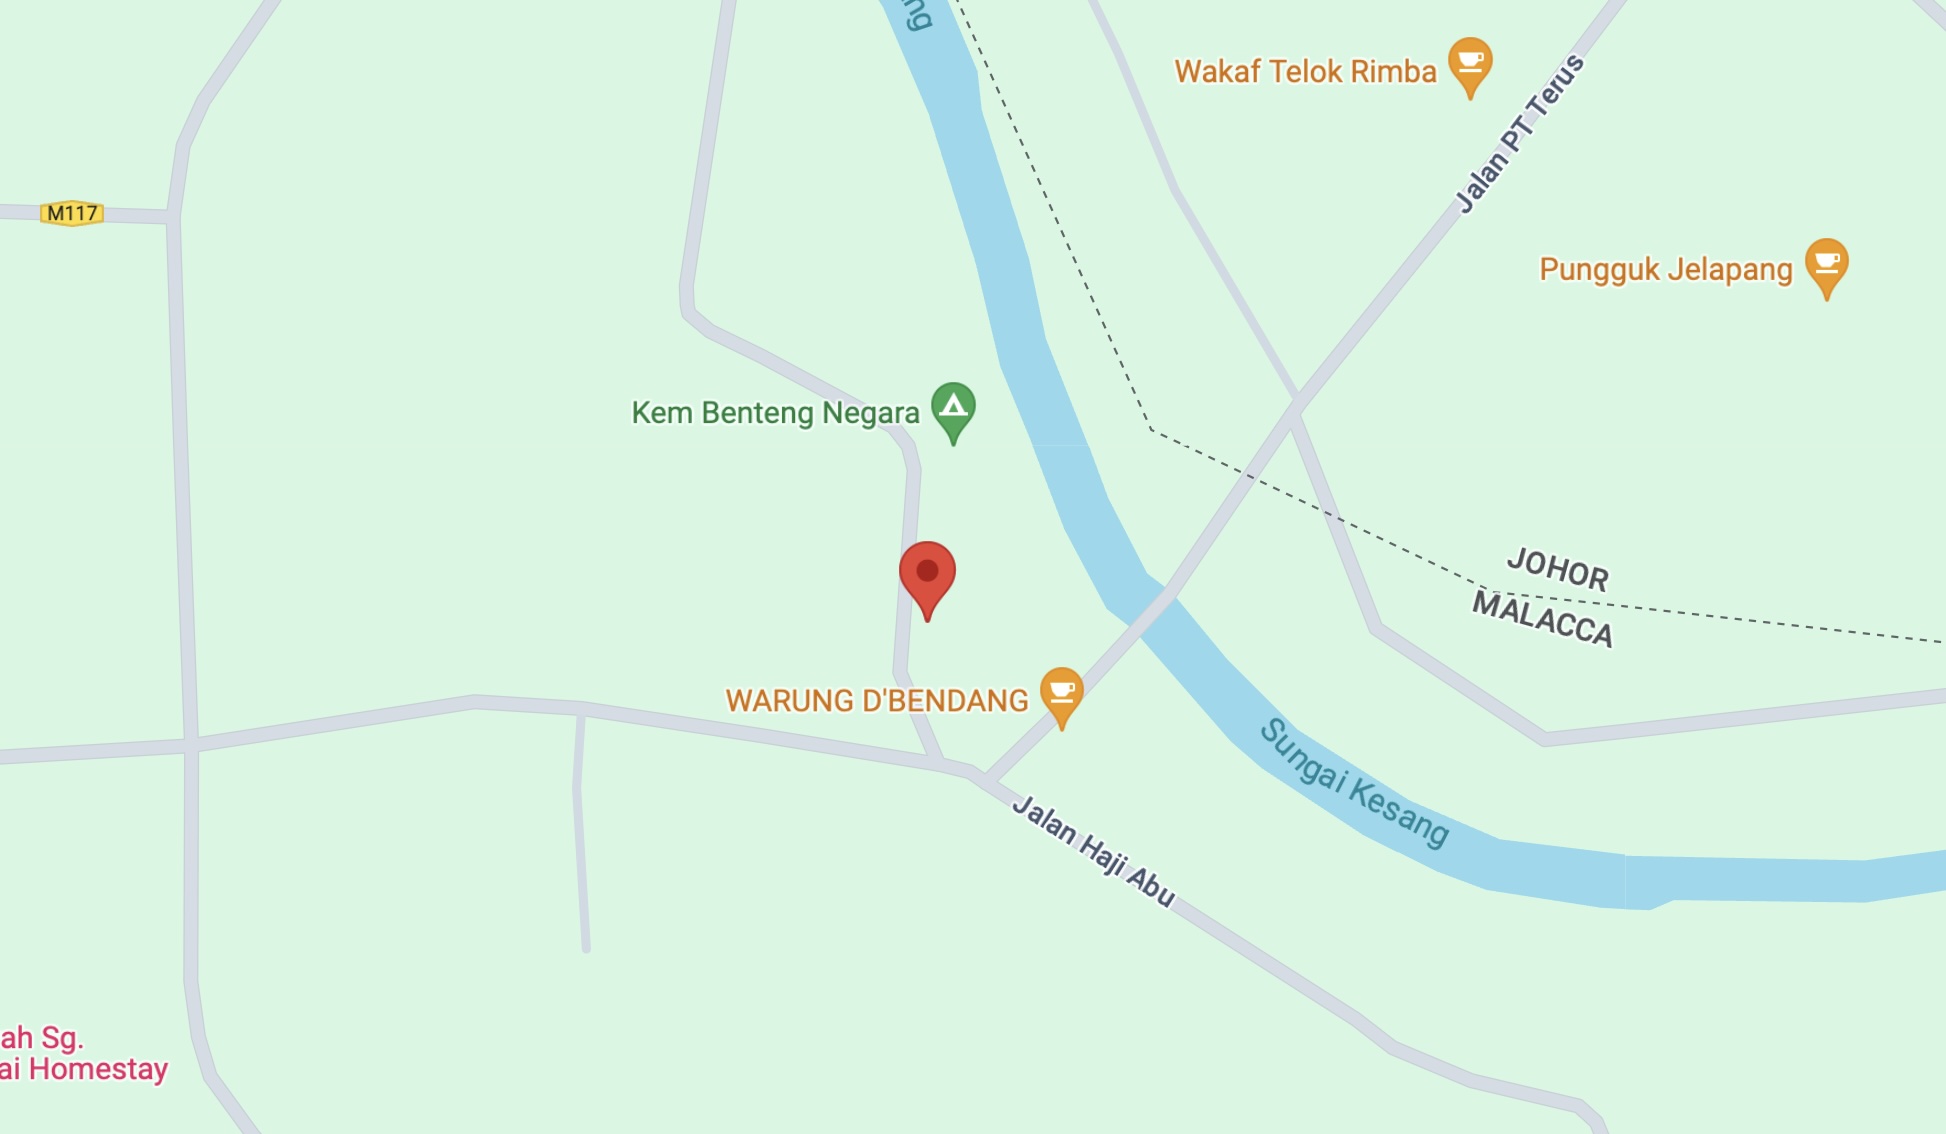 ng
Wakaf Telok Rimba
Jalan PT Terus
M117
Pungguk Jelapang
Kem Benteng Negara
JOHOR
MALACCA
WARUNG D'BENDANG
Sungai Kesang
Jalan Haji Abu
ah Sg.
ai Homestay